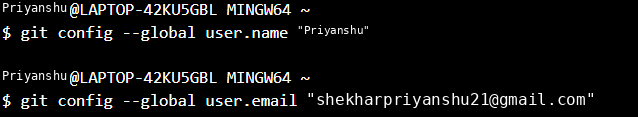 Priyanshu@LAPTOP-42KU5GBL MINGW64 ~
$ git config --global user.name "Priyanshu"
Priyanshu@LAPTOP-42KU5GBL MINGW64 ~
$ git config --global user.email "shekharpriyanshu21@gmail.com"